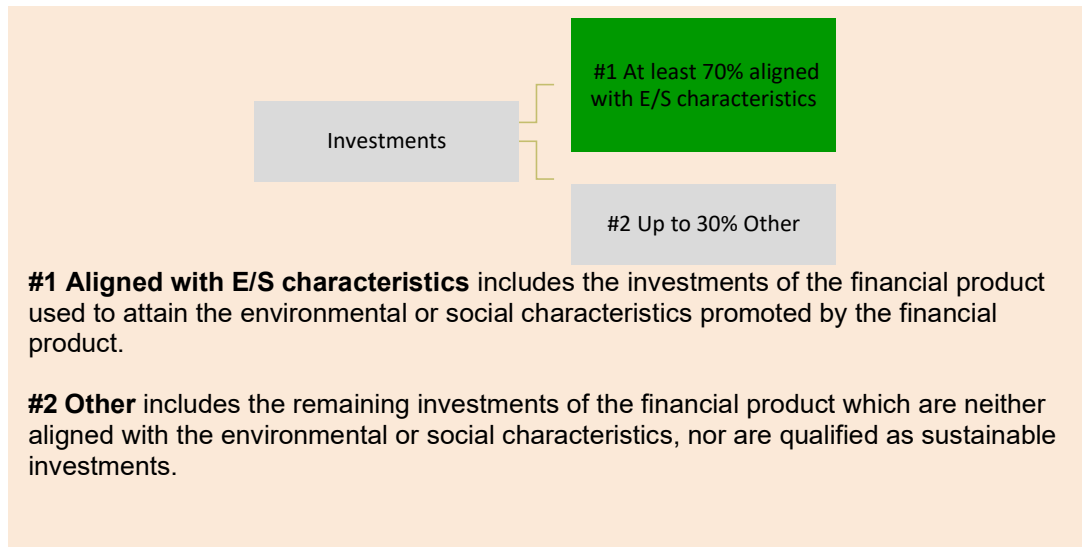 #1 At least 70% aligned
with E/S characteristics
Investments
#2 Up to 30% Other
#1 Aligned with E/S characteristics includes the investments of the financial product
used to attain the environmental or social characteristics promoted by the financial
product.
#2 Other includes the remaining investments of the financial product which are neither
aligned with the environmental or social characteristics, nor are qualified as sustainable
investments.